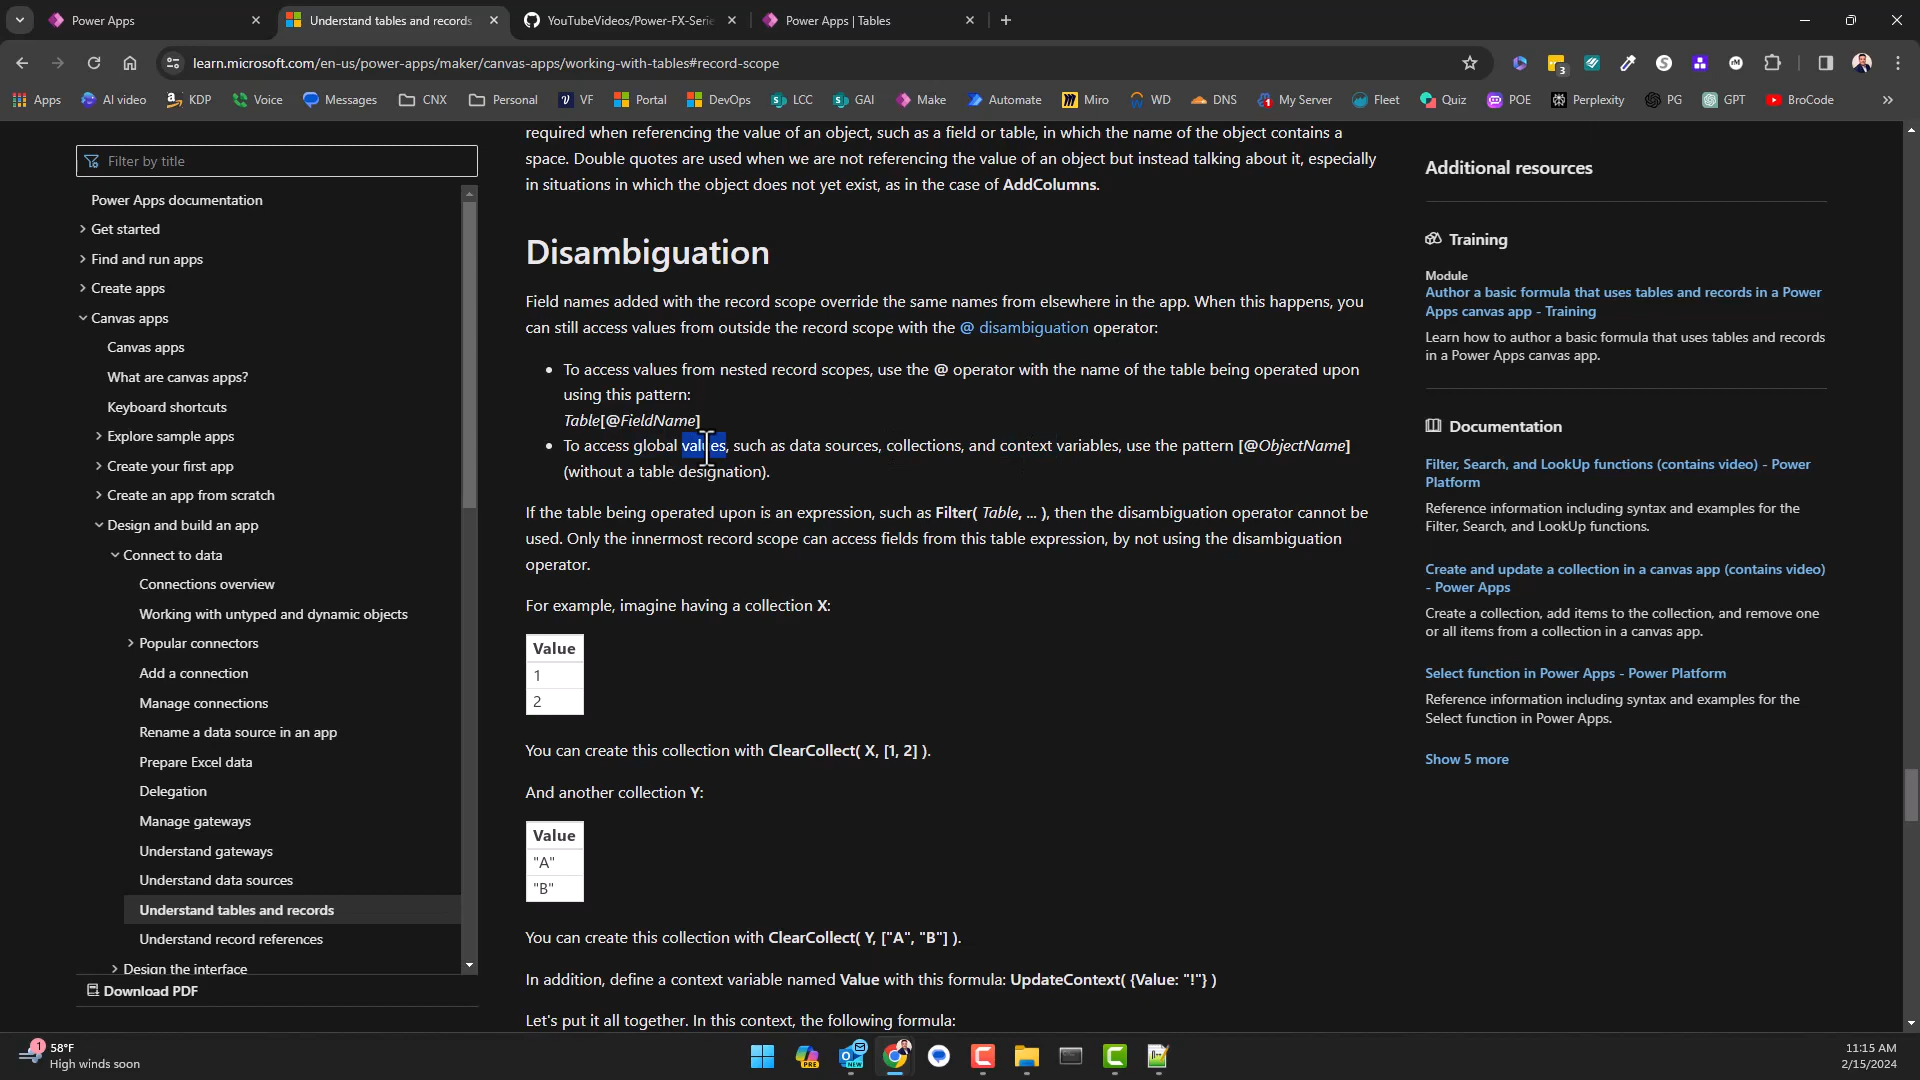 Power Apps
Understand tables and records
YouTubeVideos/Power-FX-Serie
Power Apps | Tables
learn.microsoft.com/en-us/power-apps/maker/canvas-apps/working-with-tables#record-scope
3
Apps
AI video
KDP
Voice
Messages
CNX
Personal
VF
Portal
DevOps
LCC
GAI
Make
Automate
Miro
WD
DNS
My Server
Fleet
Quiz
POE
Perplexity
PG
GPT
BroCode
Filter by title
Power Apps documentation
Get started
Find and run apps
Create apps
Canvas apps
Canvas apps
What are canvas apps?
Keyboard shortcuts
Explore sample apps
Create your first app
Create an app from scratch
Design and build an app
Connect to data
Connections overview
Working with untyped and dynamic objects
Popular connectors
Add a connection
Manage connections
Rename a data source in an app
Prepare Excel data
Delegation
Manage gateways
Understand gateways
Understand data sources
Understand tables and records
Understand record references
Design the interface
Download PDF
required when referencing the value of an object, such as a field or table, in which the name of the object contains a
space. Double quotes are used when we are not referencing the value of an object but instead talking about it, especially
in situations in which the object does not yet exist, as in the case of AddColumns.
Disambiguation
Field names added with the record scope override the same names from elsewhere in the app. When this happens, you
can still access values from outside the record scope with the @ disambiguation operator:
• To access values from nested record scopes, use the @ operator with the name of the table being operated upon
using this pattern:
Table[@FieldName]
• To access global values, such as data sources, collections, and context variables, use the pattern [@ObjectName]
(without a table designation).
If the table being operated upon is an expression, such as Filter( Table, ... ), then the disambiguation operator cannot be
used. Only the innermost record scope can access fields from this table expression, by not using the disambiguation
operator.
For example, imagine having a collection X:
Value
1
2
You can create this collection with ClearCollect( X, [1, 2] ).
And another collection Y:
Value
"A"
"B"
You can create this collection with ClearCollect( Y, ["A", "B"] ).
In addition, define a context variable named Value with this formula: UpdateContext( {Value: "!"} )
Let's put it all together. In this context, the following formula:
Additional resources
Training
Module
Author a basic formula that uses tables and records in a Power
Apps canvas app - Training
Learn how to author a basic formula that uses tables and records
in a Power Apps canvas app.
Documentation
Filter, Search, and LookUp functions (contains video) - Power
Platform
Reference information including syntax and examples for the
Filter, Search, and LookUp functions.
Create and update a collection in a canvas app (contains video)
- Power Apps
Create a collection, add items to the collection, and remove one
or all items from a collection in a canvas app.
Select function in Power Apps - Power Platform
Reference information including syntax and examples for the
Select function in Power Apps.
Show 5 more
1
58°F
High winds soon
PRE
NEW
11:15 AM
2/15/2024